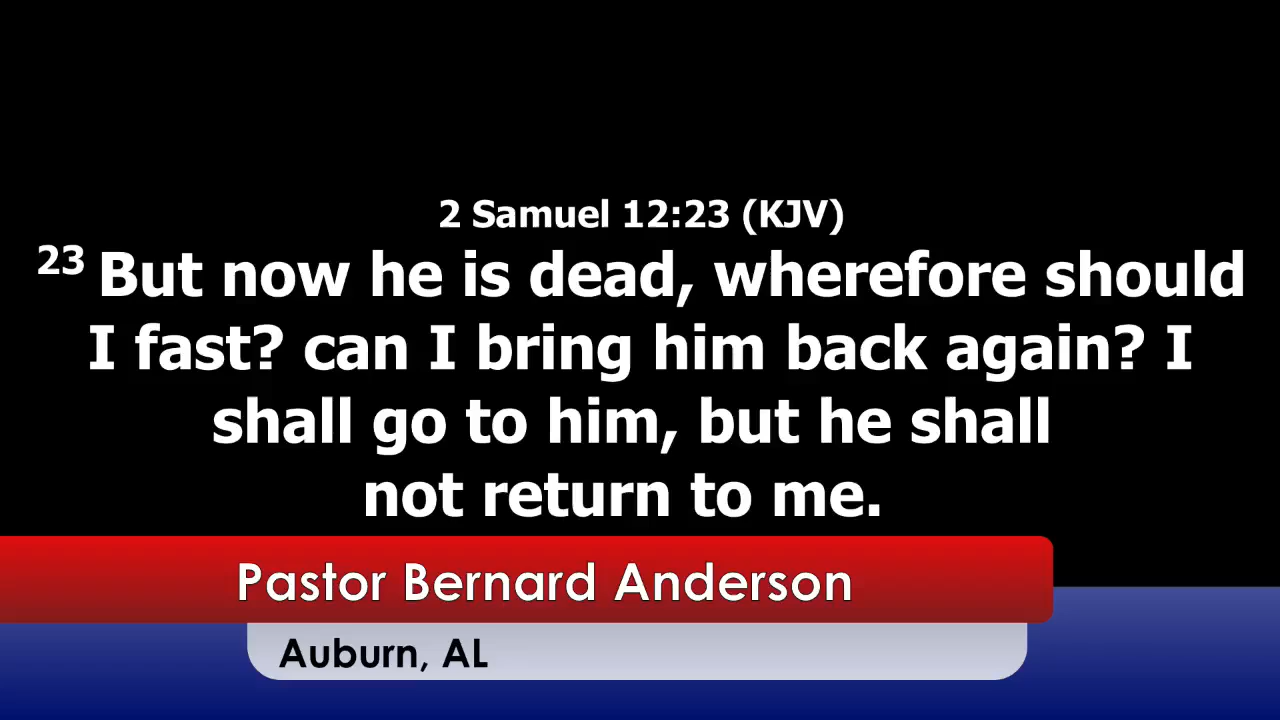 2 Samuel 12:23 (KJV)
23 But now he is dead, wherefore should
I fast? can I bring him back again? I
shall go to him, but he shall
not return to me.
Pastor Bernard Anderson
Auburn, AL